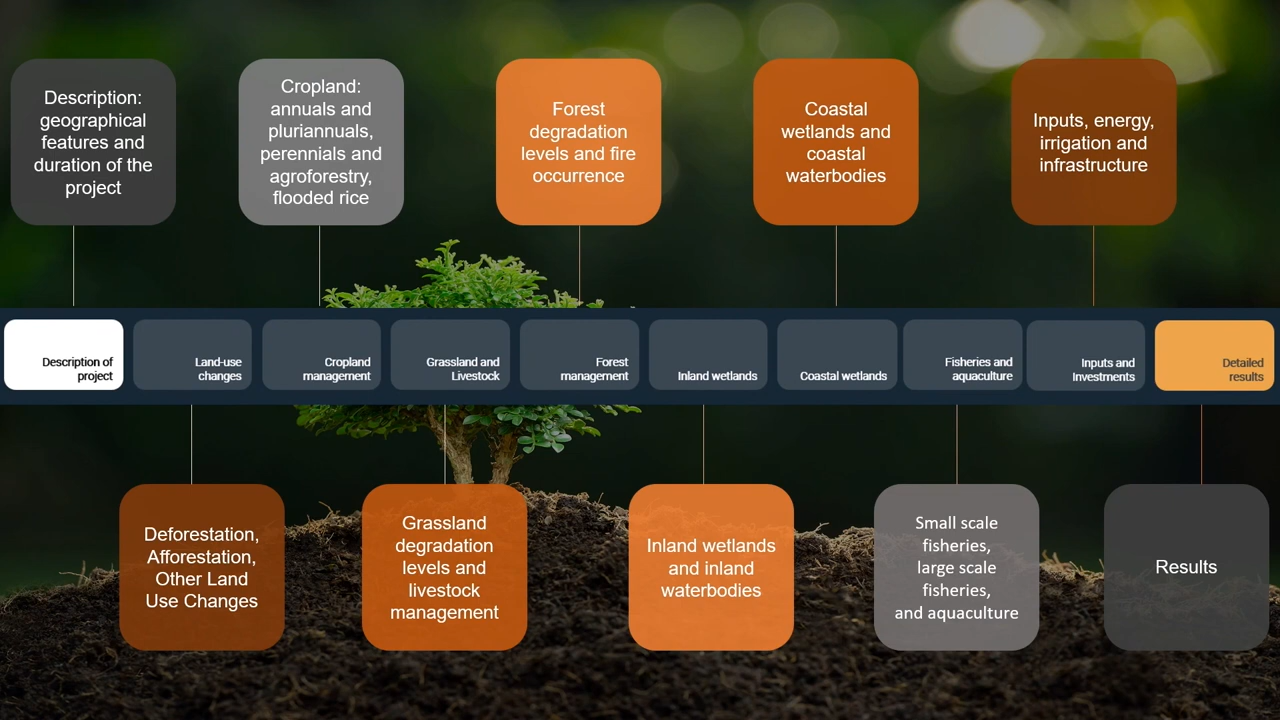 Description:
geographical
features and
duration of the
project
Cropland:
annuals and
pluriannuals,
perennials and
agroforestry,
flooded rice
Forest
degradation
levels and fire
occurrence
Coastal
wetlands and
coastal
waterbodies
Inputs, energy,
irrigation and
infrastructure
Description of
project
Land-use
changes
Cropland
management
Grassland and
Livestock
Forest
management
Inland wetlands
Coastal wetlands
Fisheries and
aquaculture
Inputs and
Investments
Detailed
results
Deforestation,
Afforestation,
Other Land
Use Changes
Grassland
degradation
levels and
livestock
management
Inland wetlands
and inland
waterbodies
Small scale
fisheries,
large scale
fisheries,
and aquaculture
Results